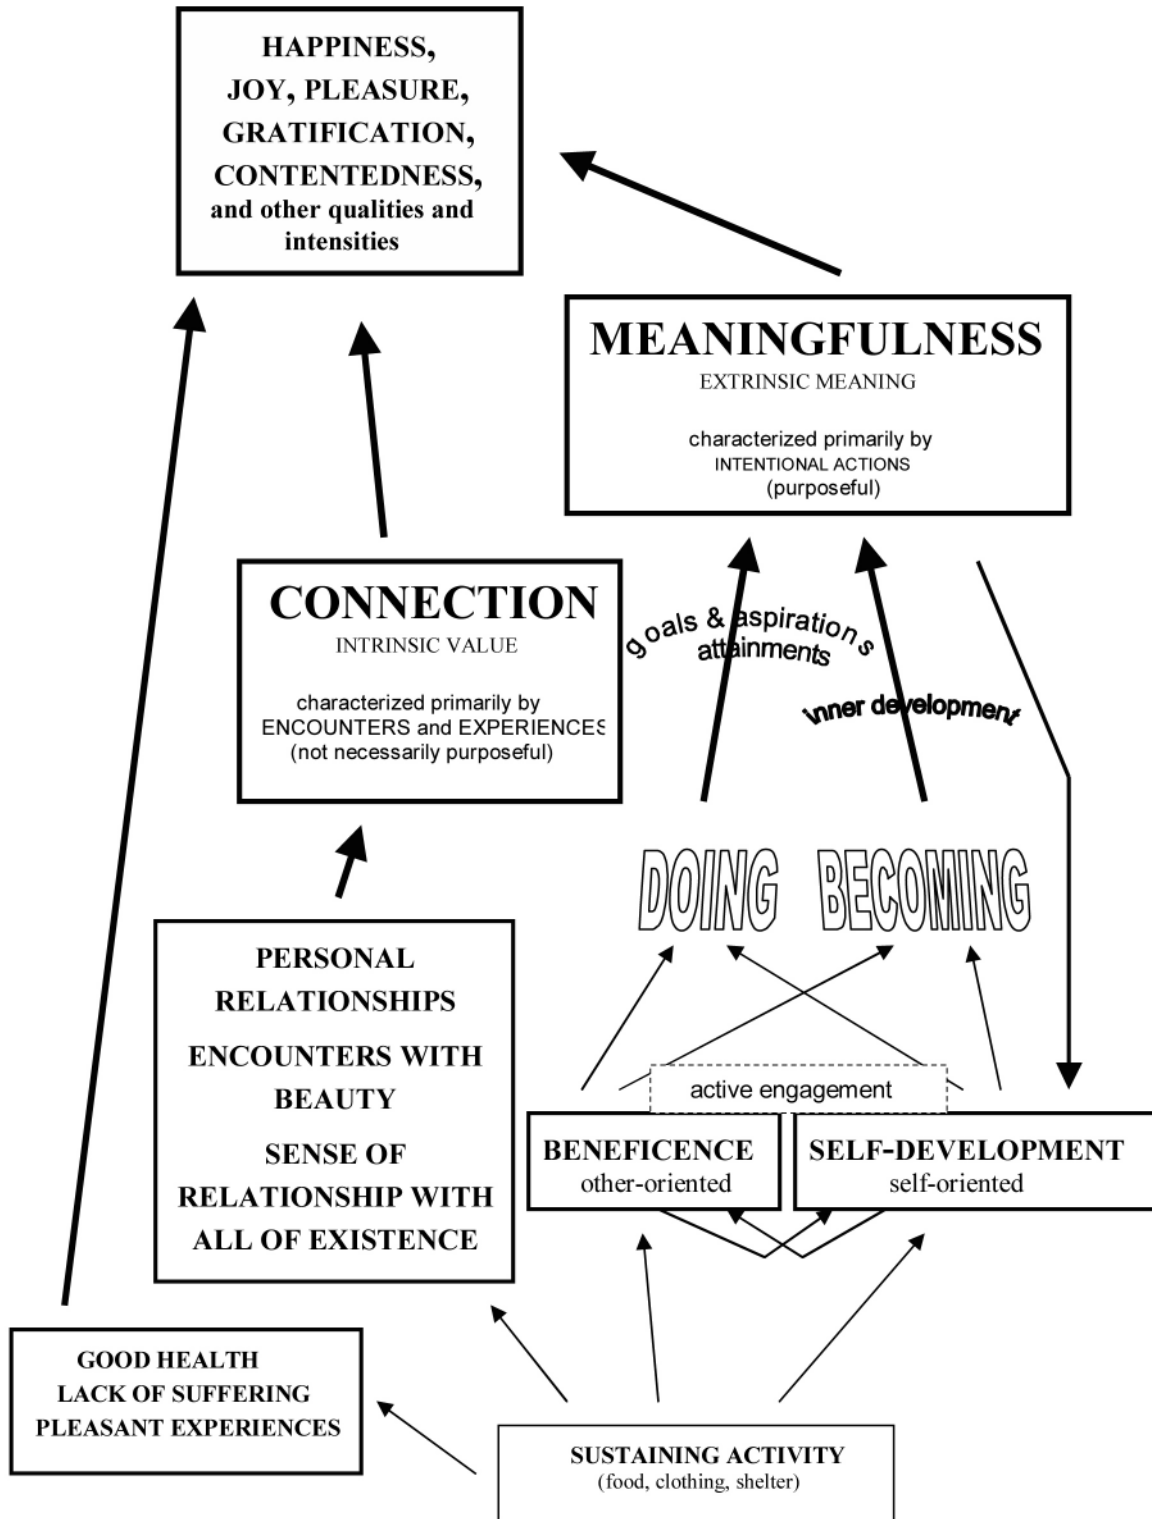 HAPPINESS,
JOY, PLEASURE,
GRATIFICATION,
CONTENTEDNESS,
and other qualities and
intensities
MEANINGFULNESS
EXTRINSIC MEANING
characterized primarily by
INTENTIONAL ACTIONS
(purposeful)
CONNECTION
INTRINSIC VALUE
characterized primarily by
ENCOUNTERS and EXPERIENCES
(not necessarily purposeful)
goals & aspirations
attainments
inner development
DOING
BECOMING
PERSONAL
RELATIONSHIPS
ENCOUNTERS WITH
BEAUTY
SENSE OF
RELATIONSHIP WITH
ALL OF EXISTENCE
active engagement
BENEFICENCE
other-oriented
SELF-DEVELOPMENT
self-oriented
GOOD HEALTH
LACK OF SUFFERING
PLEASANT EXPERIENCES
SUSTAINING ACTIVITY
(food, clothing, shelter)